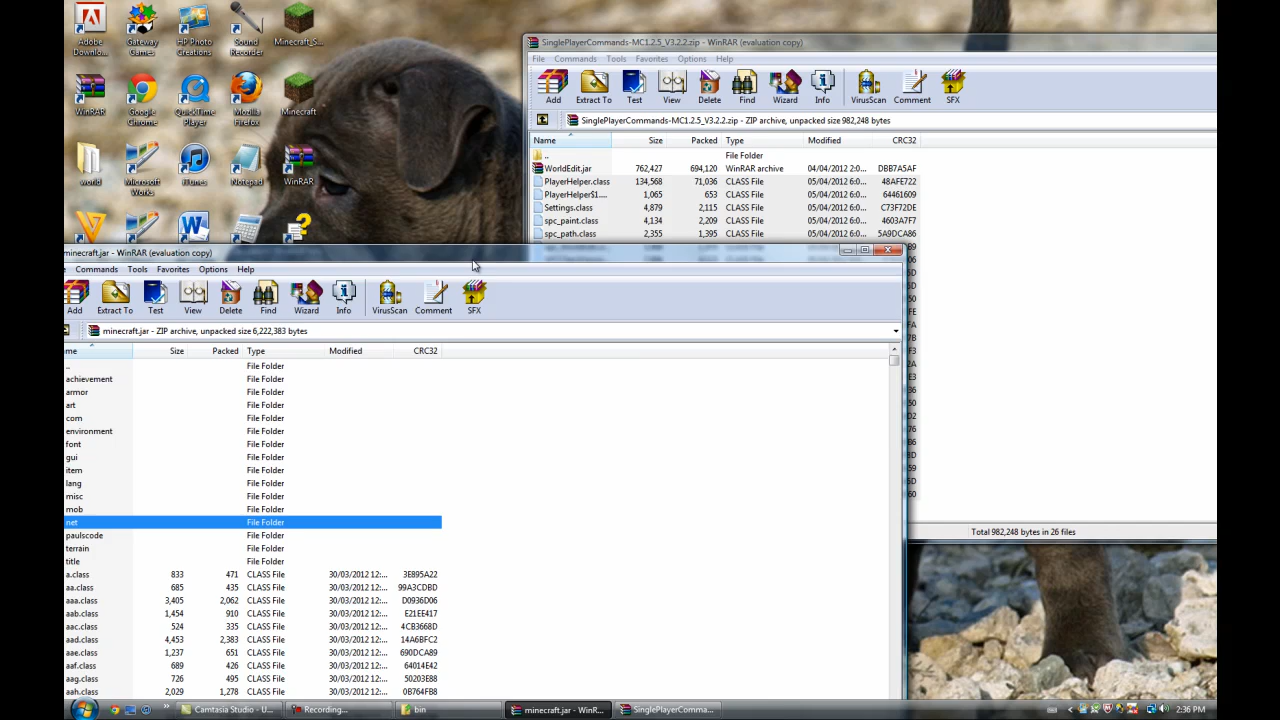 Adobe Downlo...
Gateway Games
HP Photo Creations
Sound Recorder
Minecraft_S...
WinRAR
Google Chrome
QuickTime Player
Mozilla Firefox
Minecraft
world
Microsoft Works
iTunes
Notepad
WinRAR
SinglePlayerCommands-MC1.2.5_V3.2.2.zip - WinRAR (evaluation copy)
File Commands Tools Favorites Options Help
Add Extract To Test View Delete Find Wizard Info VirusScan Comment SFX
SinglePlayerCommands-MC1.2.5_V3.2.2.zip - ZIP archive, unpacked size 982,248 bytes
Name Size Packed Type Modified CRC32
.. File Folder
WorldEdit.jar 762,427 694,120 WinRAR archive 04/04/2012 2:0... DBB7A5AF
PlayerHelper.class 134,568 71,036 CLASS File 05/04/2012 6:0... 48AFE722
PlayerHelper$1.... 1,065 653 CLASS File 05/04/2012 6:0... 64461609
Settings.class 4,879 2,115 CLASS File 05/04/2012 6:0... C73F72DE
spc_paint.class 4,134 2,209 CLASS File 05/04/2012 6:0... 4603A7F7
spc_path.class 2,355 1,395 CLASS File 05/04/2012 6:0... 5A9DCA86
Total 982,248 bytes in 26 files
minecraft.jar - WinRAR (evaluation copy)
Commands Tools Favorites Options Help
Add Extract To Test View Delete Find Wizard Info VirusScan Comment SFX
minecraft.jar - ZIP archive, unpacked size 6,222,383 bytes
me Size Packed Type Modified CRC32
.. File Folder
achievement File Folder
armor File Folder
art File Folder
com File Folder
environment File Folder
font File Folder
gui File Folder
item File Folder
lang File Folder
misc File Folder
mob File Folder
net File Folder
paulscode File Folder
terrain File Folder
title File Folder
a.class 833 471 CLASS File 30/03/2012 12:... 3E895A22
aa.class 685 435 CLASS File 30/03/2012 12:... 99A3CDBD
aaa.class 3,405 2,062 CLASS File 30/03/2012 12:... D0936D06
aab.class 1,454 910 CLASS File 30/03/2012 12:... E21EE417
aac.class 524 335 CLASS File 30/03/2012 12:... 4CB3668D
aad.class 4,453 2,383 CLASS File 30/03/2012 12:... 14A6BFC2
aae.class 1,237 651 CLASS File 30/03/2012 12:... 690DCA89
aaf.class 689 426 CLASS File 30/03/2012 12:... 64014E42
aag.class 726 495 CLASS File 30/03/2012 12:... 50203E88
aah.class 2,029 1,278 CLASS File 30/03/2012 12:... 0B764FB8
Camtasia Studio - U... Recording... bin minecraft.jar - WinR... SinglePlayerComma... 2:36 PM